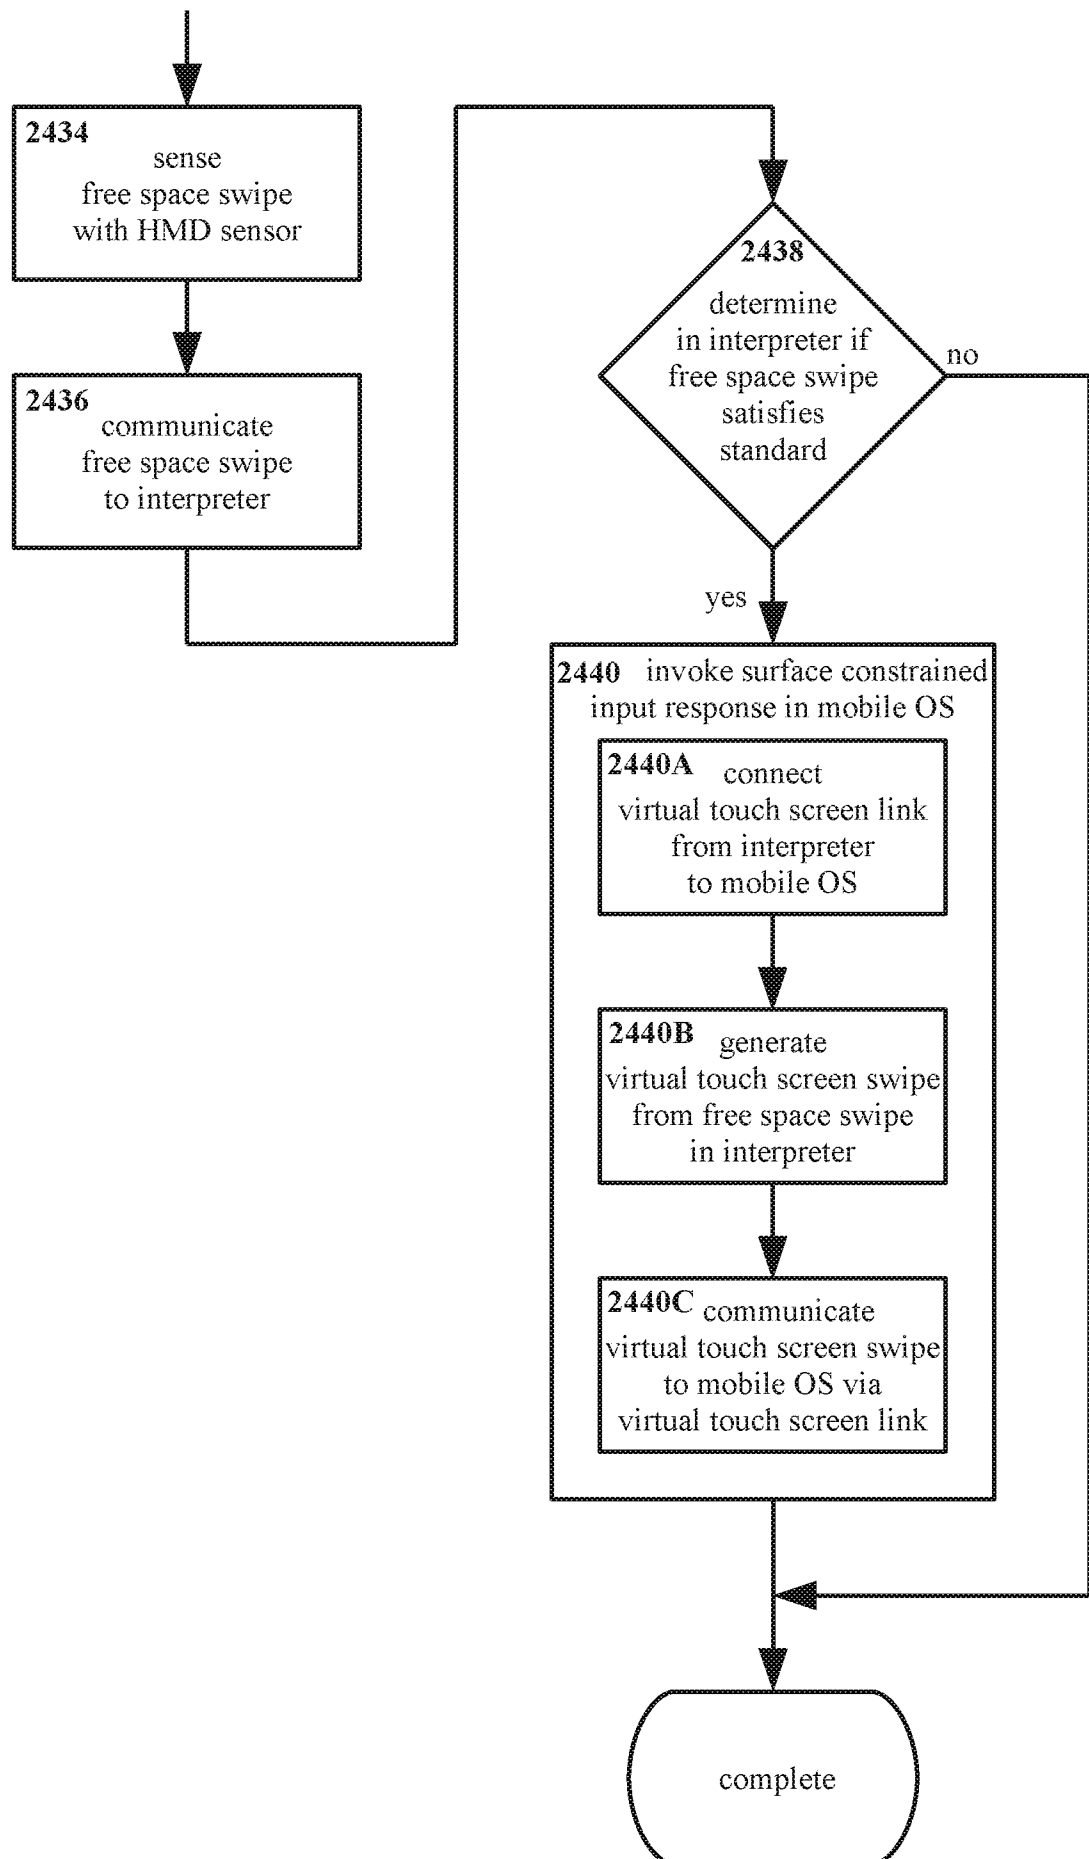 2434
sense
free space swipe
with HMD sensor
2436
communicate
free space swipe
to interpreter
2438
determine
in interpreter if
free space swipe
satisfies
standard
no
yes
2440 invoke surface constrained
input response in mobile OS
2440A connect
virtual touch screen link
from interpreter
to mobile OS
2440B generate
virtual touch screen swipe
from free space swipe
in interpreter
2440C communicate
virtual touch screen swipe
to mobile OS via
virtual touch screen link
complete